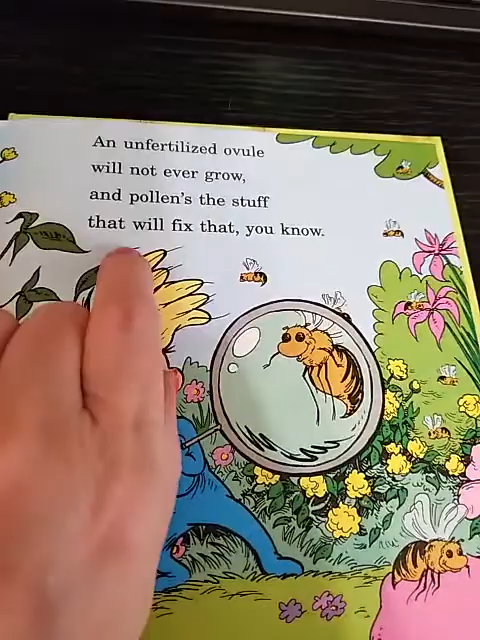 An unfertilized ovule
will not ever grow,
and pollen's the stuff
that will fix that, you know.